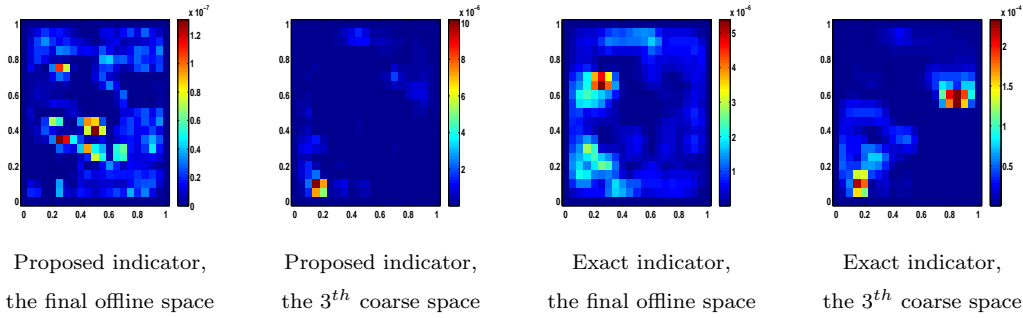 x 10⁻⁷
x 10⁻⁶
x 10⁻⁶
x 10⁻⁴
1
0.8
0.6
0.4
0.2
0
0 0.2 0.4 0.6 0.8 1
1.2
1
0.8
0.6
0.4
0.2
0
1
0.8
0.6
0.4
0.2
0
0 0.2 0.4 0.6 0.8 1
10
8
6
4
2
1
0.8
0.6
0.4
0.2
0
0 0.2 0.4 0.6 0.8 1
5
4
3
2
1
1
0.8
0.6
0.4
0.2
0
0 0.2 0.4 0.6 0.8 1
2
1.5
1
0.5
Proposed indicator,
the final offline space
Proposed indicator,
the 3ᵗʰ coarse space
Exact indicator,
the final offline space
Exact indicator,
the 3ᵗʰ coarse space